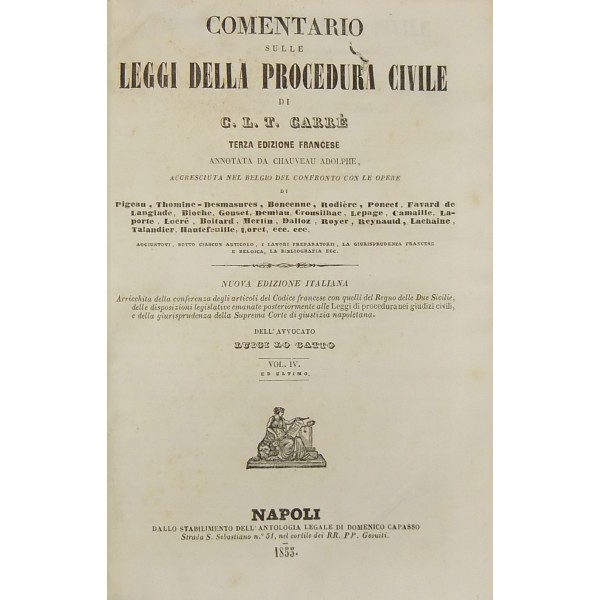 COMENTARIO
SULLE
LEGGI DELLA PROCEDURA CIVILE
DI
C. L. T. CARRÈ
TERZA EDIZIONE FRANCESE
ANNOTATA DA CHAUVEAU ADOLPHE,
ACCRESCIUTA NEL BELGIO DEL CONFRONTO CON LE OPERE
DI
Pigeau, Thomine-Desmasures, Boncenne, Rodière, Poncet, Favard de
Langlade, Bioche, Gouset, Demiau, Crousilhac, Lepage, Camaille, La-
porte, Locrè, Boitard, Mertin, Dalloz, Royer, Reynauld, Lachaine,
Talandier, Hautefeuille, Loret, ecc. ecc.
AGGIUNTOVI, SOTTO CIASCUN ARTICOLO, I LAVORI PREPARATORII, LA GIURISPRUDENZA FRANCESE
E BELGICA, LA BIBLIOGRAFIA ECC.
NUOVA EDIZIONE ITALIANA
Arricchita della conferenza degli articoli del Codice francese con quelli del Regno delle Due Sicilie,
delle disposizioni legislative emanate posteriormente alle Leggi di procedura nei giudizi civili,
e della giurisprudenza della Suprema Corte di giustizia napoletana.
DELL'AVVOCATO
LUIGI LO GATTO
VOL. IV.
ED ULTIMO.
NAPOLI
DALLO STABILIMENTO DELL'ANTOLOGIA LEGALE DI DOMENICO CAPASSO
Strada S. Sebastiano n.° 51, nel cortile dei RR. PP. Gesuiti.
1853.